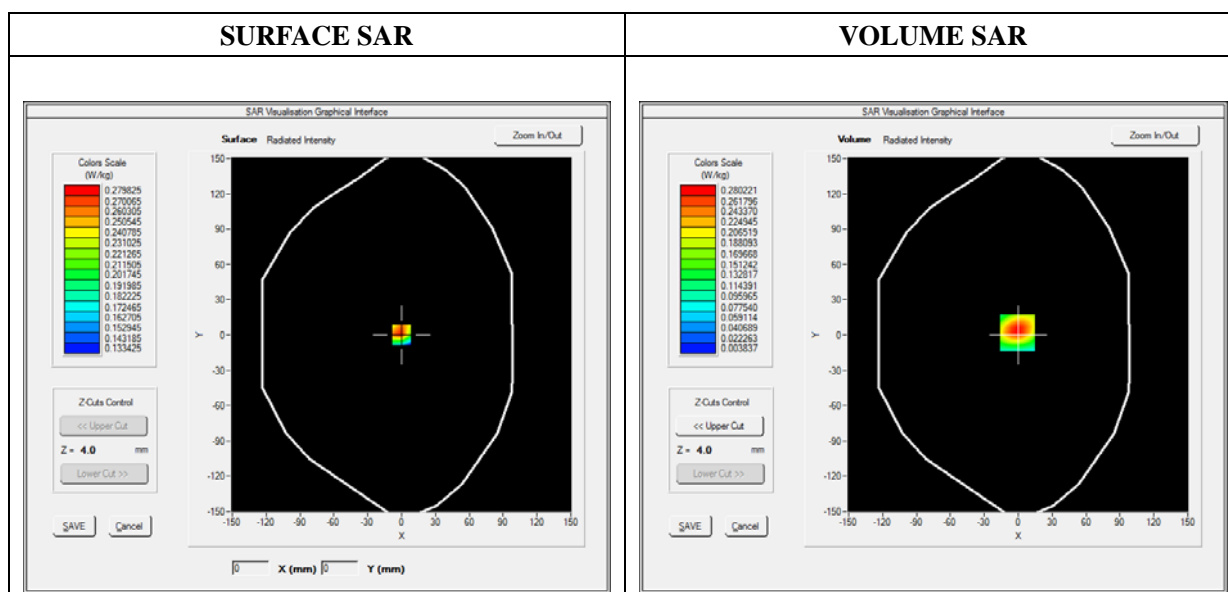 SURFACE SAR
VOLUME SAR
SAR Visualisation Graphical Interface
Surface Radiated Intensity
Zoom In/Out
Colors Scale
(W/kg)
0.279825
0.270065
0.260305
0.250545
0.240785
0.231025
0.221265
0.211505
0.201745
0.191985
0.182225
0.172465
0.162705
0.152945
0.143185
0.133425
Z-Cuts Control
<< Upper Cut
Z = 4.0 mm
Lower Cut >>
SAVE Cancel
150
120
90
60
30
0
-30
-60
-90
-120
-150
Y
-150 -120 -90 -60 -30 0 30 60 90 120 150
X
0 X (mm) 0 Y (mm)
SAR Visualisation Graphical Interface
Volume Radiated Intensity
Zoom In/Out
Colors Scale
(W/kg)
0.280221
0.261796
0.243370
0.224945
0.206519
0.188093
0.169668
0.151242
0.132817
0.114391
0.095965
0.077540
0.059114
0.040689
0.022263
0.003837
Z-Cuts Control
<< Upper Cut
Z = 4.0 mm
Lower Cut >>
SAVE Cancel
150
120
90
60
30
0
-30
-60
-90
-120
-150
Y
-150 -120 -90 -60 -30 0 30 60 90 120 150
X